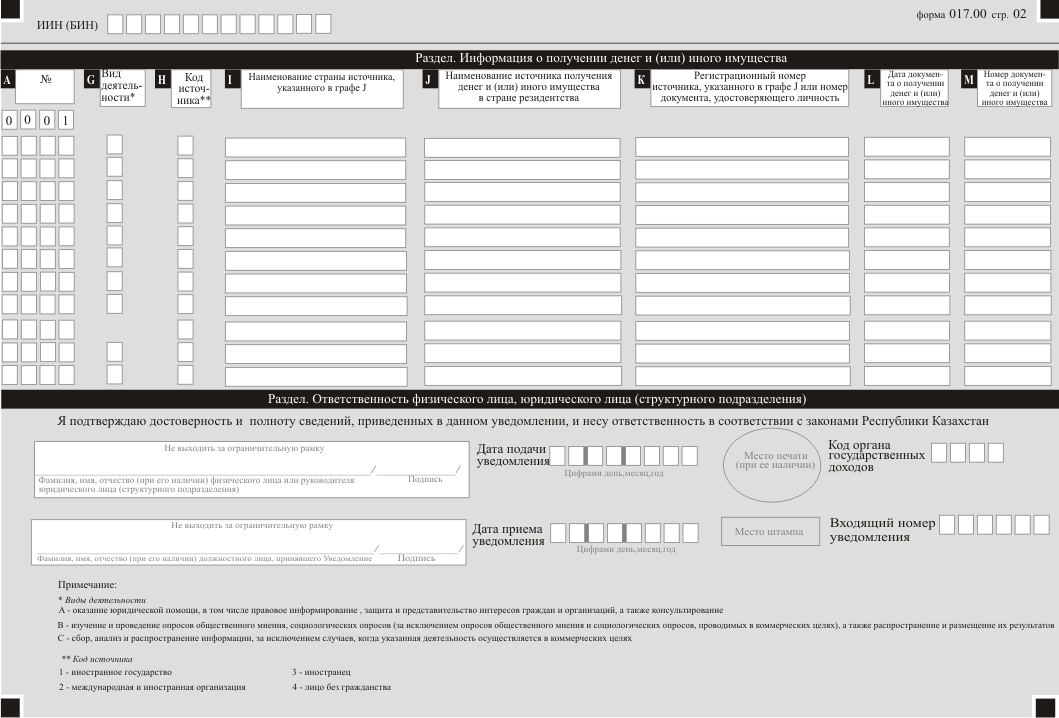 форма 017.00 стр. 02
ИИН (БИН)
Раздел. Информация о получении денег и (или) иного имущества
A
№
G
Вид
деятель-
ности*
H
Код
источ-
ника**
I
Наименование страны источника,
указанного в графе J
J
Наименование источника получения
денег и (или) иного имущества
в стране резидентства
K
Регистрационный номер
источника, указанного в графе J или номер
документа, удостоверяющего личность
L
Дата докумен-
та о получении
денег и (или)
иного имущества
M
Номер докумен-
та о получении
денег и (или)
иного имущества
0 0 0 1
Раздел. Ответственность физического лица, юридического лица (структурного подразделения)
Я подтверждаю достоверность и полноту сведений, приведенных в данном уведомлении, и несу ответственность в соответствии с законами Республики Казахстан
Не выходить за ограничительную рамку
/ /
Фамилия, имя, отчество (при его наличии) физического лица или руководителя
юридического лица (структурного подразделения)
Подпись
Дата подачи
уведомления
Цифрами день,месяц,год
Место печати
(при ее наличии)
Код органа
государственных
доходов
Не выходить за ограничительную рамку
/ /
Фамилия, имя, отчество (при его наличии) должностного лица, принявшего Уведомление
Подпись
Дата приема
уведомления
Цифрами день,месяц,год
Место штампа
Входящий номер
уведомления
Примечание:
* Виды деятельности
A - оказание юридической помощи, в том числе правовое информирование , защита и представительство интересов граждан и организаций, а также консультирование
B - изучение и проведение опросов общественного мнения, социологических опросов (за исключением опросов общественного мнения и социологических опросов, проводимых в коммерческих целях), а также распространение и размещение их результатов
C - сбор, анализ и распространение информации, за исключением случаев, когда указанная деятельность осуществляется в коммерческих целях
** Код источника
1 - иностранное государство
3 - иностранец
2 - международная и иностранная организация
4 - лицо без гражданства